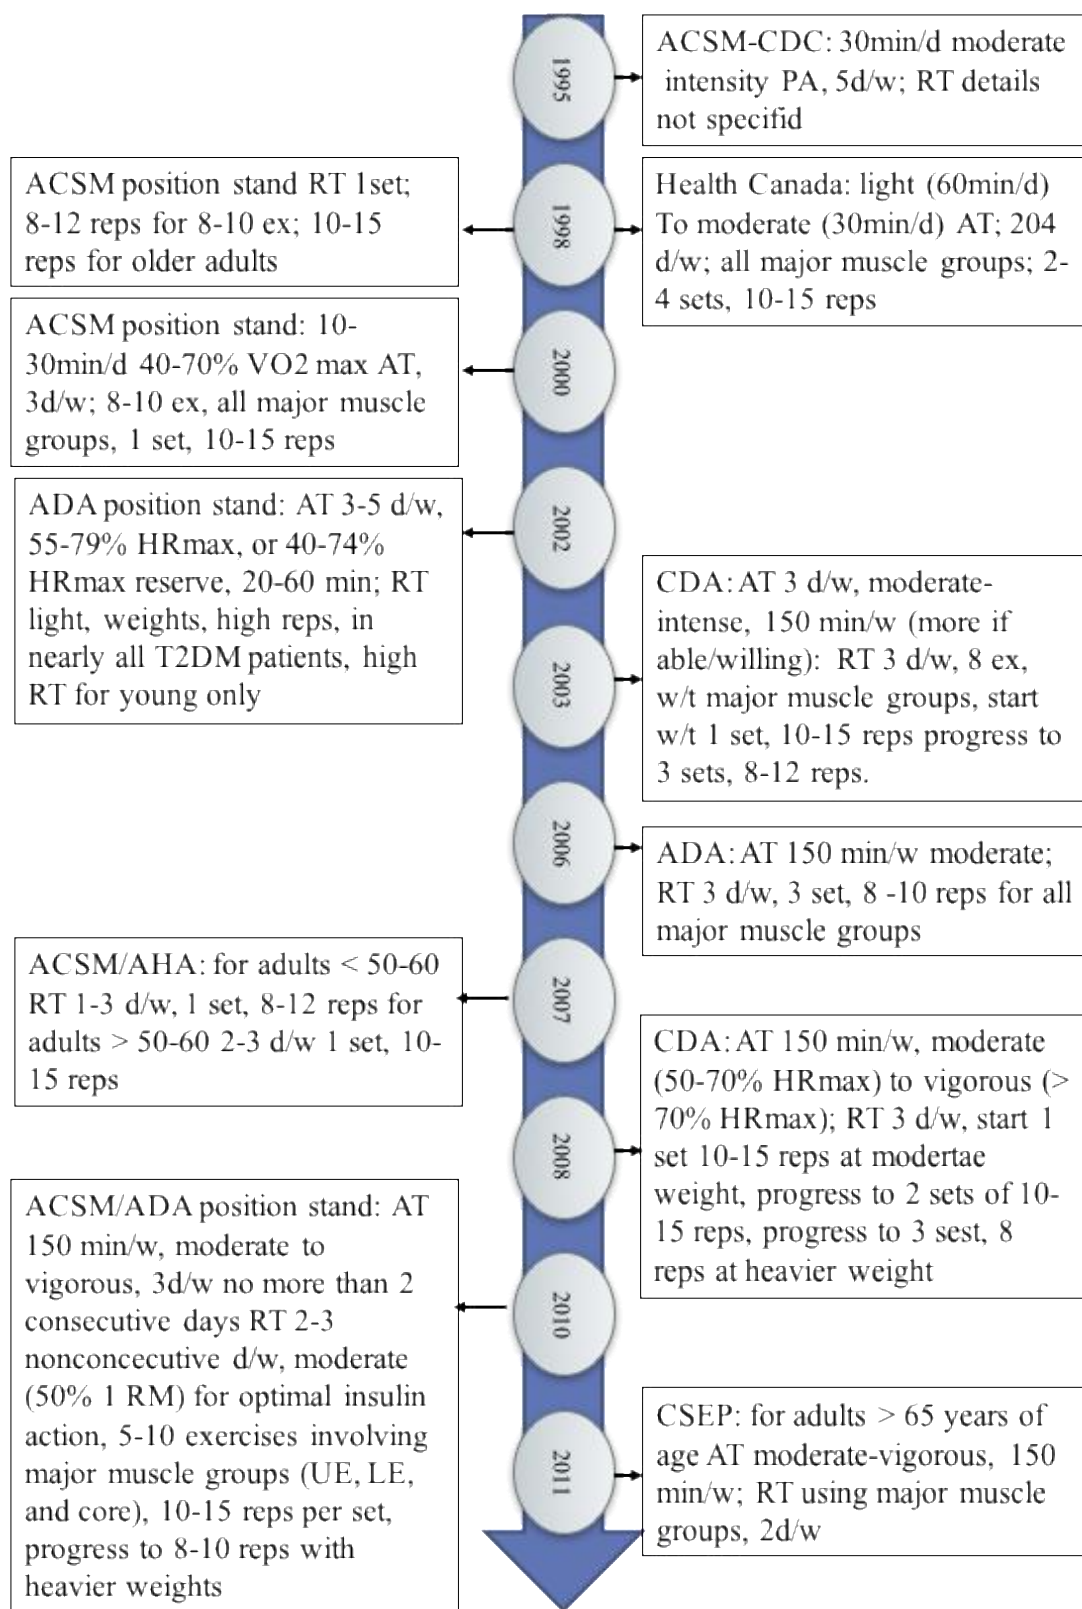 1995
ACSM-CDC: 30min/d moderate
intensity PA, 5d/w; RT details
not specifid
ACSM position stand RT 1set;
8-12 reps for 8-10 ex; 10-15
reps for older adults
1998
Health Canada: light (60min/d)
To moderate (30min/d) AT; 204
d/w; all major muscle groups; 2-
4 sets, 10-15 reps
ACSM position stand: 10-
30min/d 40-70% VO2 max AT,
3d/w; 8-10 ex, all major muscle
groups, 1 set, 10-15 reps
2000
ADA position stand: AT 3-5 d/w,
55-79% HRmax, or 40-74%
HRmax reserve, 20-60 min; RT
light, weights, high reps, in
nearly all T2DM patients, high
RT for young only
2002
2003
CDA: AT 3 d/w, moderate-
intense, 150 min/w (more if
able/willing): RT 3 d/w, 8 ex,
w/t major muscle groups, start
w/t 1 set, 10-15 reps progress to
3 sets, 8-12 reps.
2006
ADA: AT 150 min/w moderate;
RT 3 d/w, 3 set, 8 -10 reps for all
major muscle groups
ACSM/AHA: for adults < 50-60
RT 1-3 d/w, 1 set, 8-12 reps for
adults > 50-60 2-3 d/w 1 set, 10-
15 reps
2007
2008
CDA: AT 150 min/w, moderate
(50-70% HRmax) to vigorous (>
70% HRmax); RT 3 d/w, start 1
set 10-15 reps at modertae
weight, progress to 2 sets of 10-
15 reps, progress to 3 sest, 8
reps at heavier weight
ACSM/ADA position stand: AT
150 min/w, moderate to
vigorous, 3d/w no more than 2
consecutive days RT 2-3
nonconcecutive d/w, moderate
(50% 1 RM) for optimal insulin
action, 5-10 exercises involving
major muscle groups (UE, LE,
and core), 10-15 reps per set,
progress to 8-10 reps with
heavier weights
2010
2011
CSEP: for adults > 65 years of
age AT moderate-vigorous, 150
min/w; RT using major muscle
groups, 2d/w